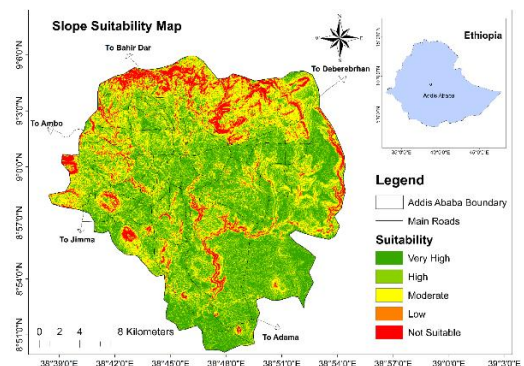 Slope Suitability Map
Ethiopia
Addis Ababa
To Bahir Dar
To Deberebrhan
To Ambo
To Jimma
To Adama
9°6'0"N
9°3'0"N
9°0'0"N
8°57'0"N
8°54'0"N
8°51'0"N
0 2 4 8 Kilometers
38°39'0"E 38°42'0"E 38°45'0"E 38°48'0"E 38°51'0"E 38°54'0"E 38°57'0"E 39°0'0"E 39°3'0"E
Legend
Addis Ababa Boundary
Main Roads
Suitability
Very High
High
Moderate
Low
Not Suitable